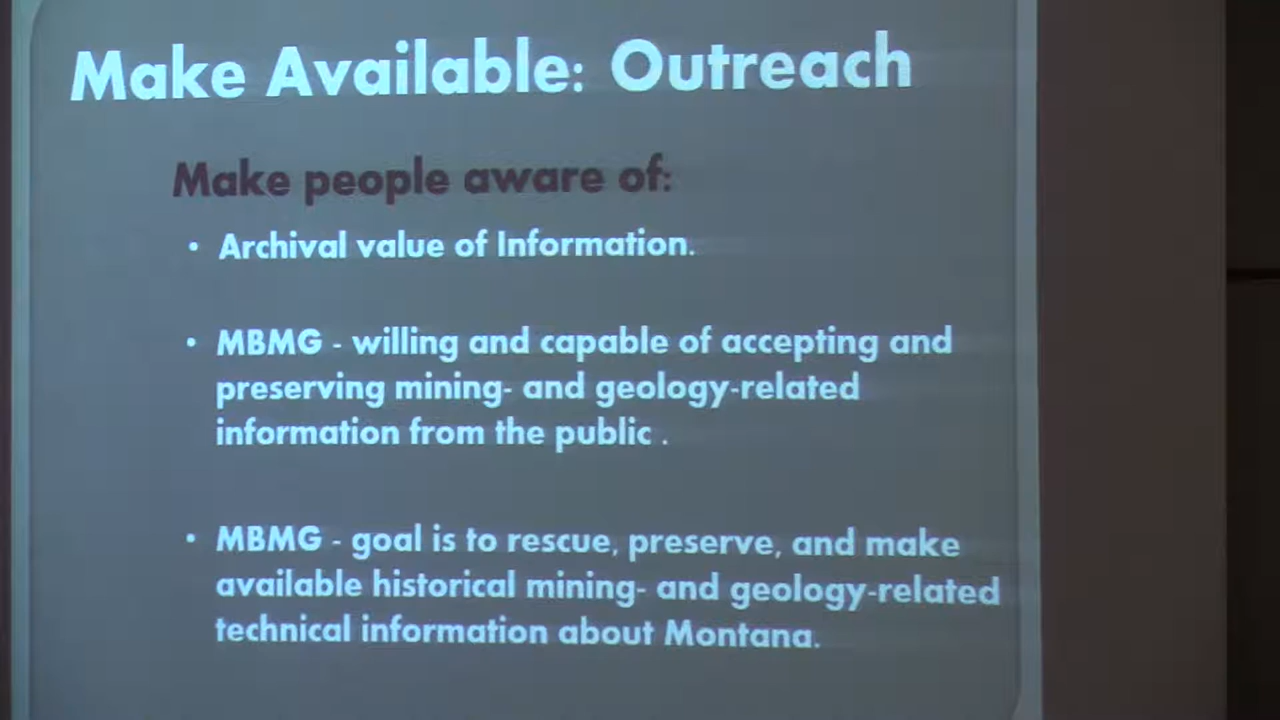 Make Available: Outreach
Make people aware of:
• Archival value of Information.
• MBMG - willing and capable of accepting and
preserving mining- and geology-related
information from the public .
• MBMG - goal is to rescue, preserve, and make
available historical mining- and geology-related
technical information about Montana.